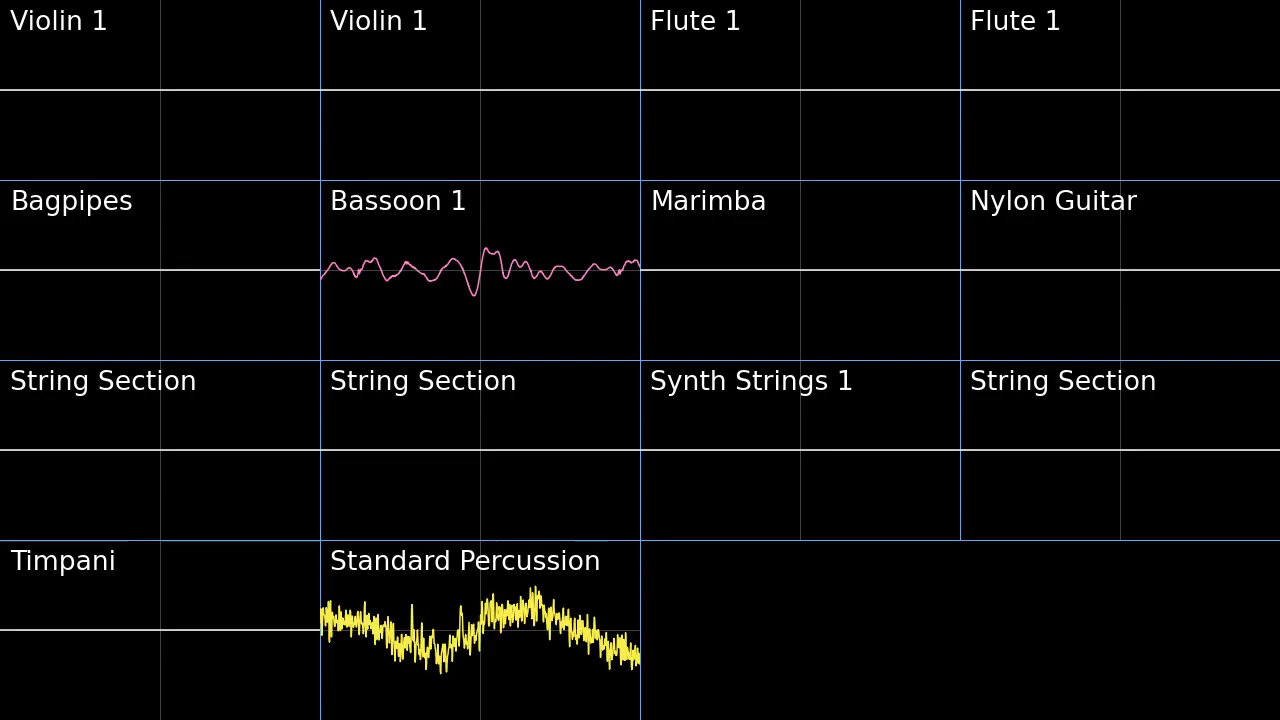 Violin 1
Violin 1
Flute 1
Flute 1
Bagpipes
Bassoon 1
Marimba
Nylon Guitar
String Section
String Section
Synth Strings 1
String Section
Timpani
Standard Percussion